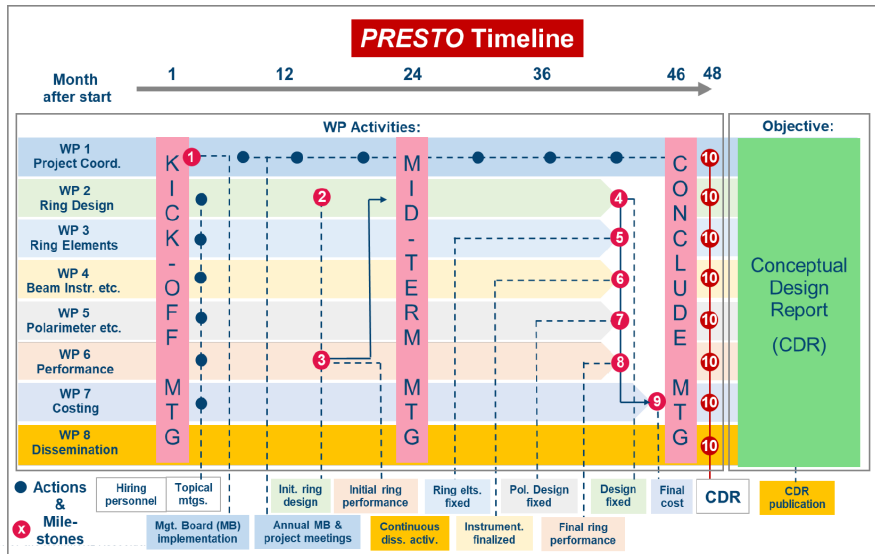 PRESTO Timeline
Month
after start
1
12
24
36
46
48
WP Activities:
Objective:
WP 1
Project Coord.
WP 2
Ring Design
WP 3
Ring Elements
WP 4
Beam Instr. etc.
WP 5
Polarimeter etc.
WP 6
Performance
WP 7
Costing
WP 8
Dissemination
KICK-OFF MTG
MID-TERM MTG
CONCLUDE MTG
1
2
3
4
5
6
7
8
9
10
10
10
10
10
10
10
10
Conceptual
Design
Report
(CDR)
Actions
&
x
Mile-
stones
Hiring
personnel
Topical
mtgs.
Init. ring
design
Initial ring
performance
Ring elts.
fixed
Pol. Design
fixed
Design
fixed
Final
cost
CDR
CDR
publication
Mgt. Board (MB)
implementation
Annual MB &
project meetings
Continuous
diss. activ.
Instrument.
finalized
Final ring
performance